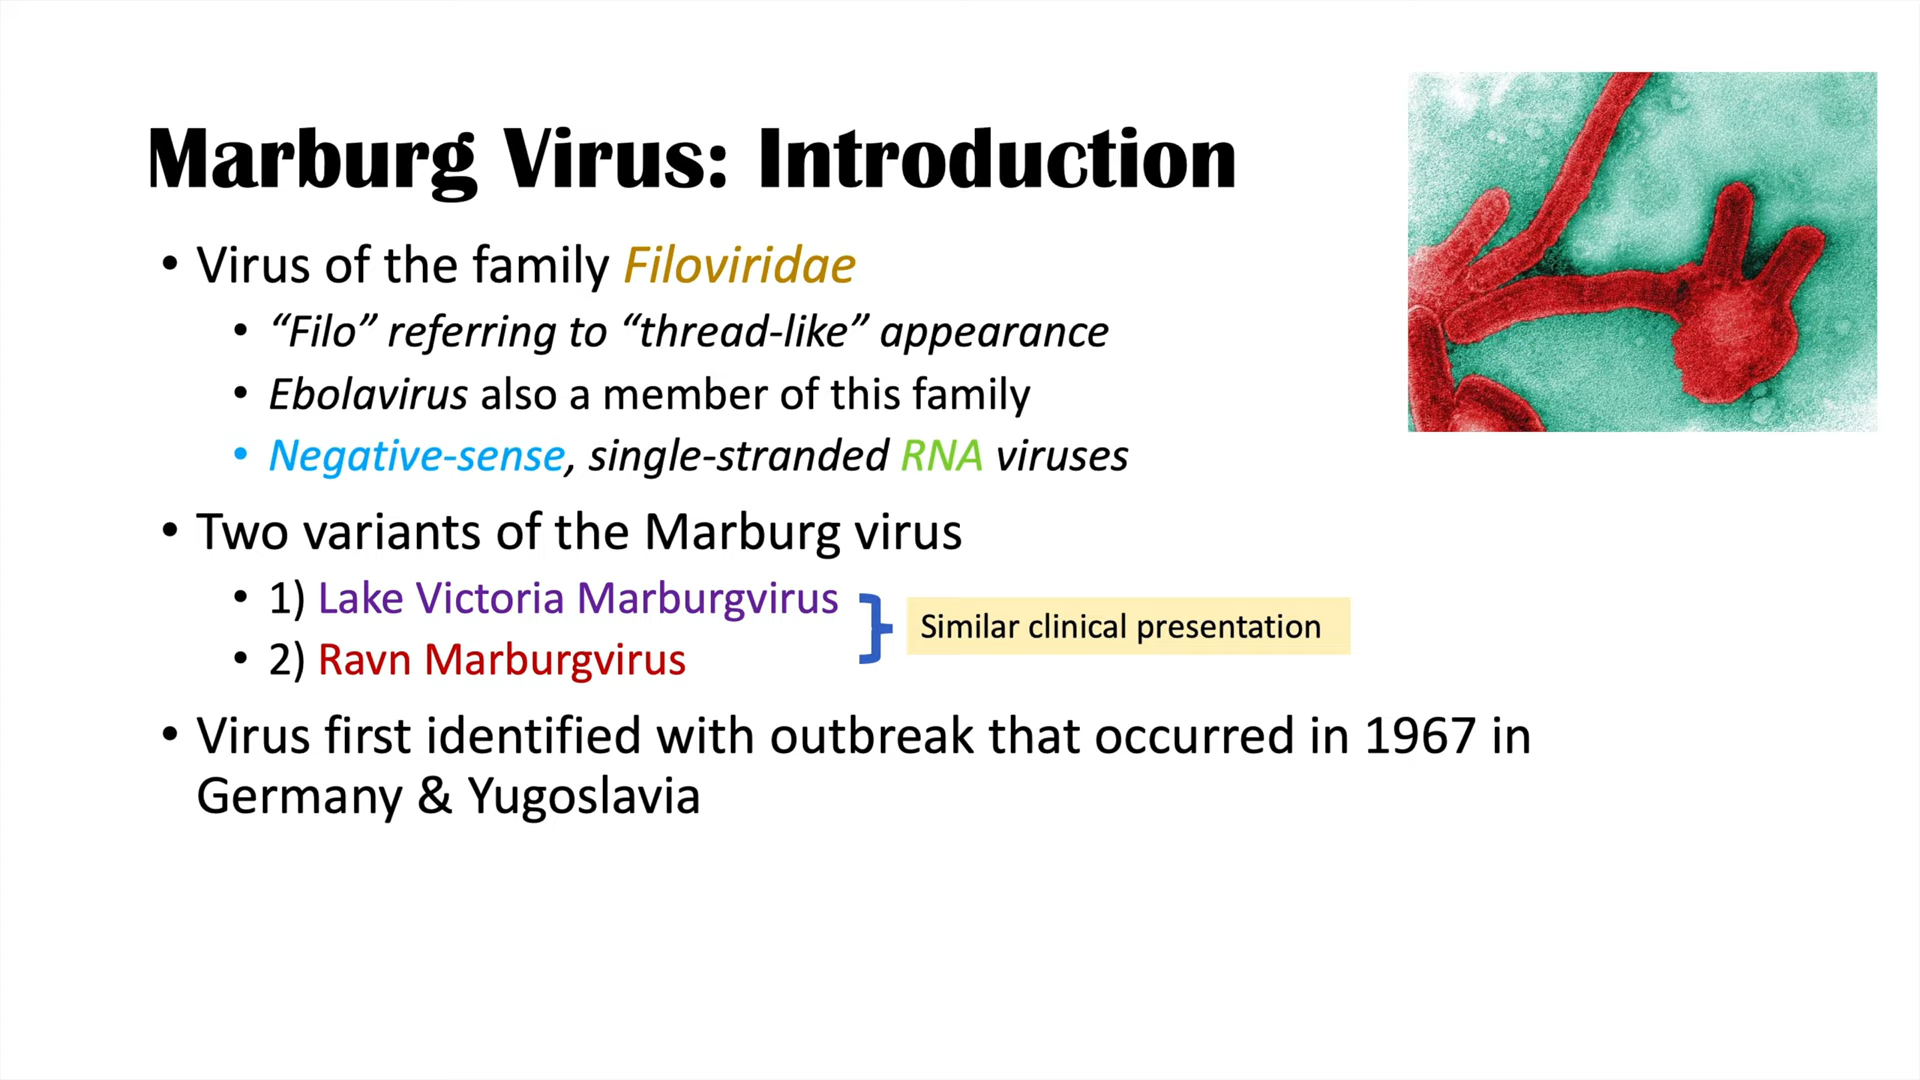 Marburg Virus: Introduction
• Virus of the family Filoviridae
• “Filo” referring to “thread-like” appearance
• Ebolavirus also a member of this family
• Negative-sense, single-stranded RNA viruses
• Two variants of the Marburg virus
• 1) Lake Victoria Marburgvirus
Similar clinical presentation
• 2) Ravn Marburgvirus
• Virus first identified with outbreak that occurred in 1967 in
Germany & Yugoslavia